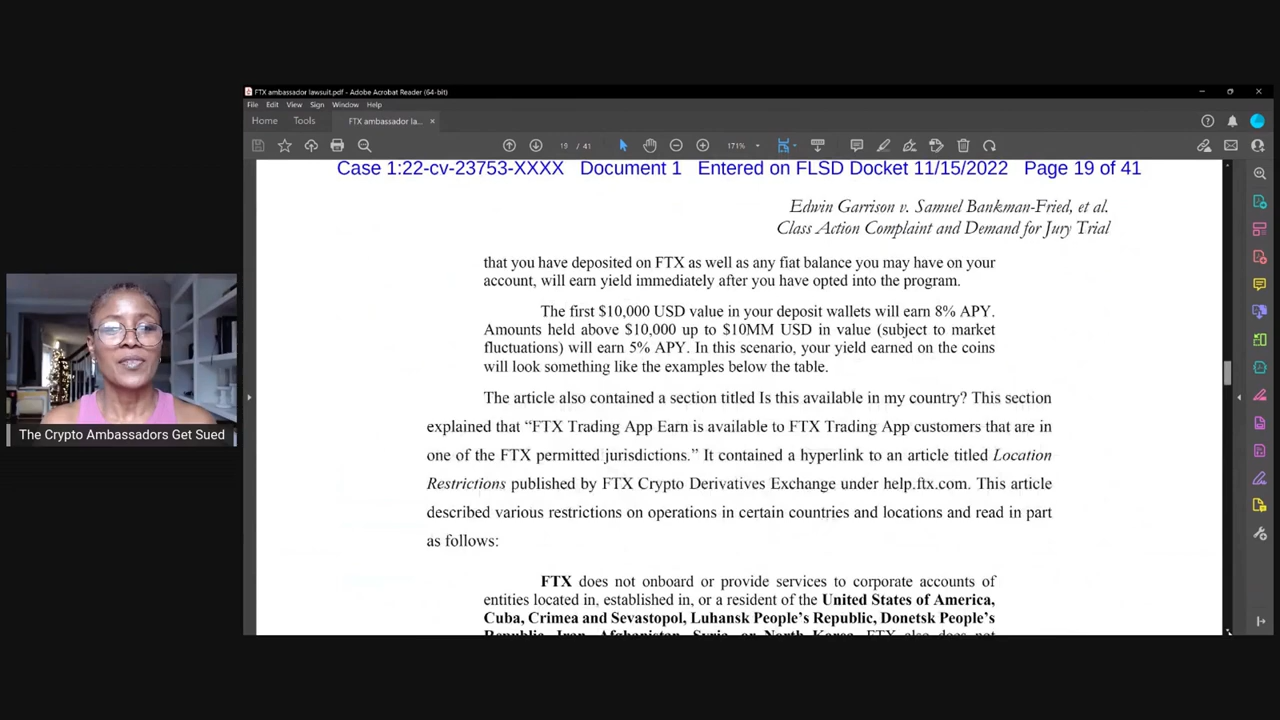 FTX ambassador lawsuit.pdf - Adobe Acrobat Reader (64-bit)
File Edit View Sign Window Help
Home Tools FTX ambassador la... ×
19 / 41 171%
Case 1:22-cv-23753-XXXX Document 1 Entered on FLSD Docket 11/15/2022 Page 19 of 41
Edwin Garrison v. Samuel Bankman-Fried, et al.
Class Action Complaint and Demand for Jury Trial
that you have deposited on FTX as well as any fiat balance you may have on your
account, will earn yield immediately after you have opted into the program.
The first $10,000 USD value in your deposit wallets will earn 8% APY.
Amounts held above $10,000 up to $10MM USD in value (subject to market
fluctuations) will earn 5% APY. In this scenario, your yield earned on the coins
will look something like the examples below the table.
The article also contained a section titled Is this available in my country? This section
explained that “FTX Trading App Earn is available to FTX Trading App customers that are in
one of the FTX permitted jurisdictions.” It contained a hyperlink to an article titled Location
Restrictions published by FTX Crypto Derivatives Exchange under help.ftx.com. This article
described various restrictions on operations in certain countries and locations and read in part
as follows:
FTX does not onboard or provide services to corporate accounts of
entities located in, established in, or a resident of the United States of America,
Cuba, Crimea and Sevastopol, Luhansk People’s Republic, Donetsk People’s
Republic, Iran, Afghanistan, Syria, or North Korea. FTX also does not
The Crypto Ambassadors Get Sued